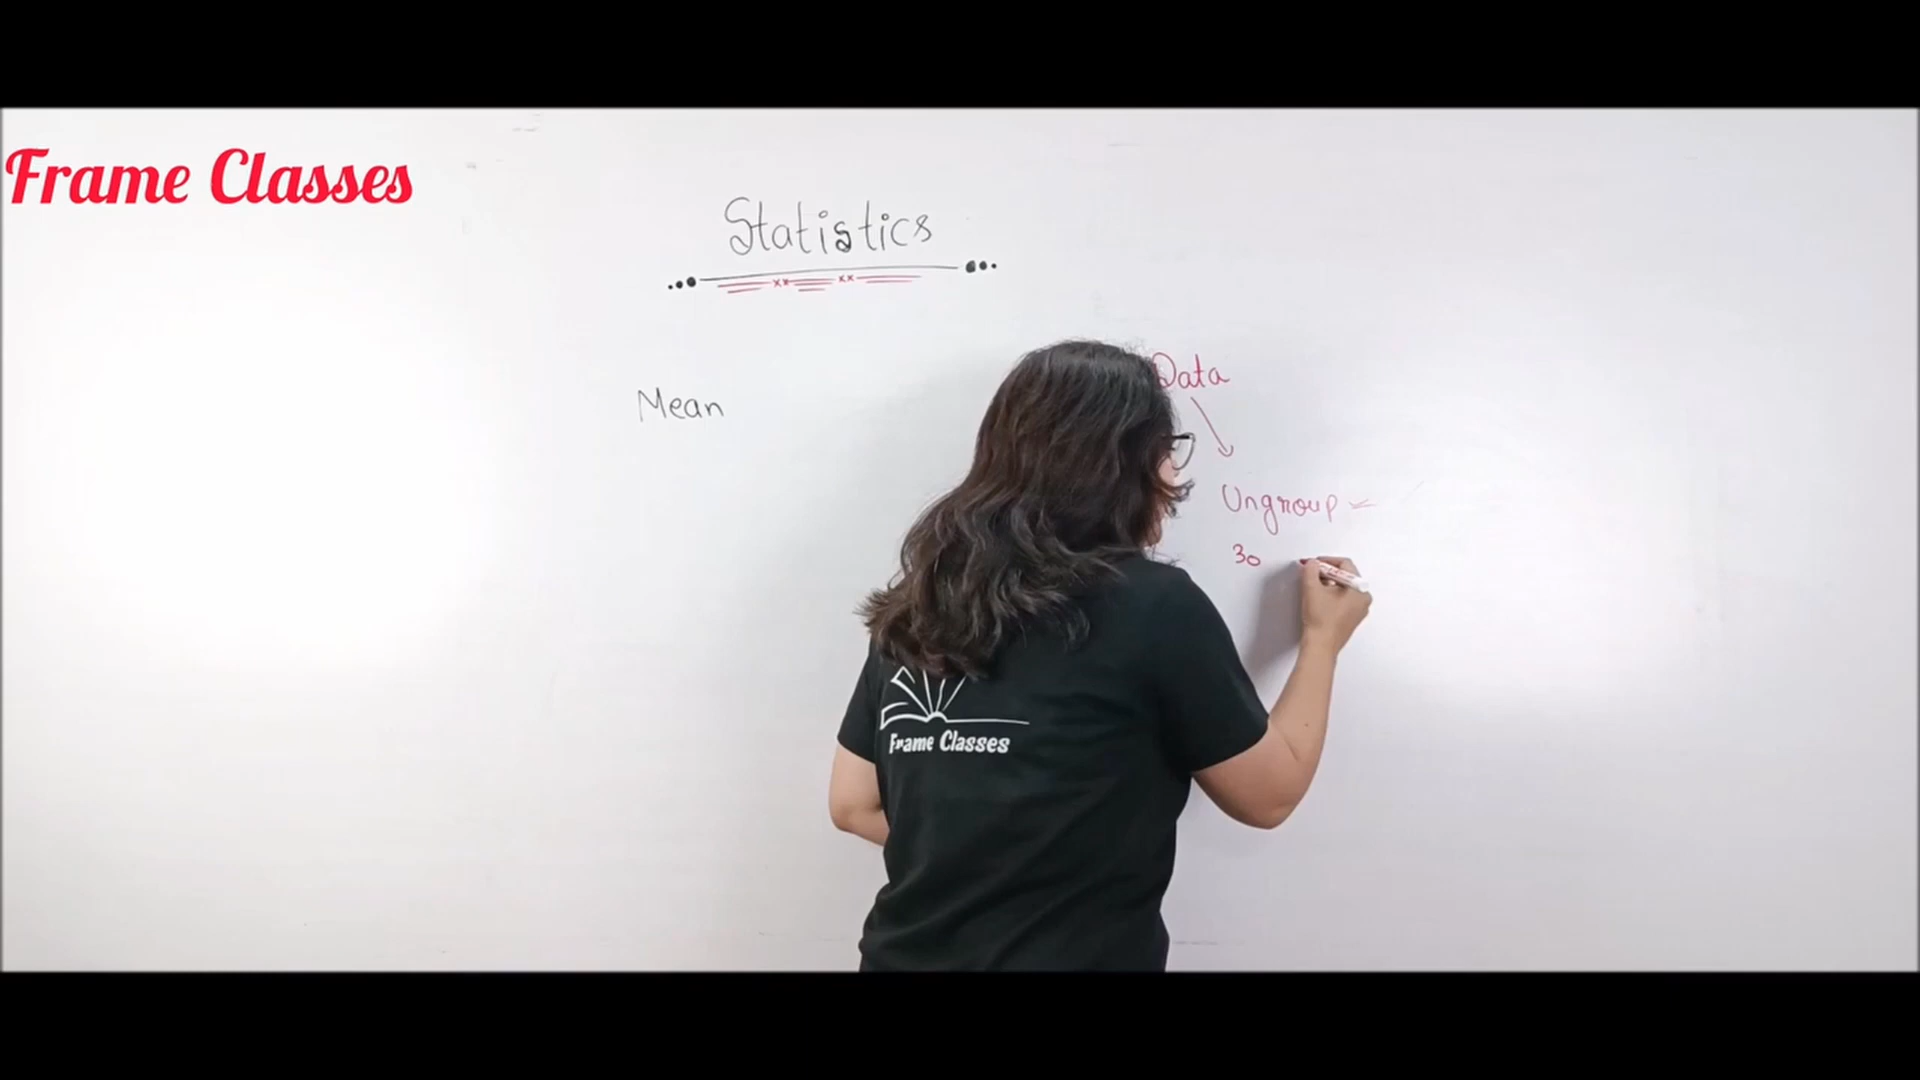 Frame Classes
Statistics
Mean
Data
Ungroup
30
Frame Classes